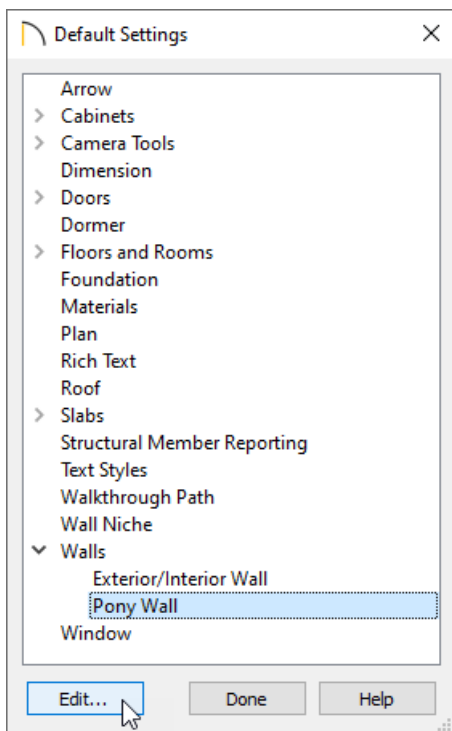 Default Settings
Arrow
Cabinets
Camera Tools
Dimension
Doors
Dormer
Floors and Rooms
Foundation
Materials
Plan
Rich Text
Roof
Slabs
Structural Member Reporting
Text Styles
Walkthrough Path
Wall Niche
Walls
Exterior/Interior Wall
Pony Wall
Window
Edit... Done Help